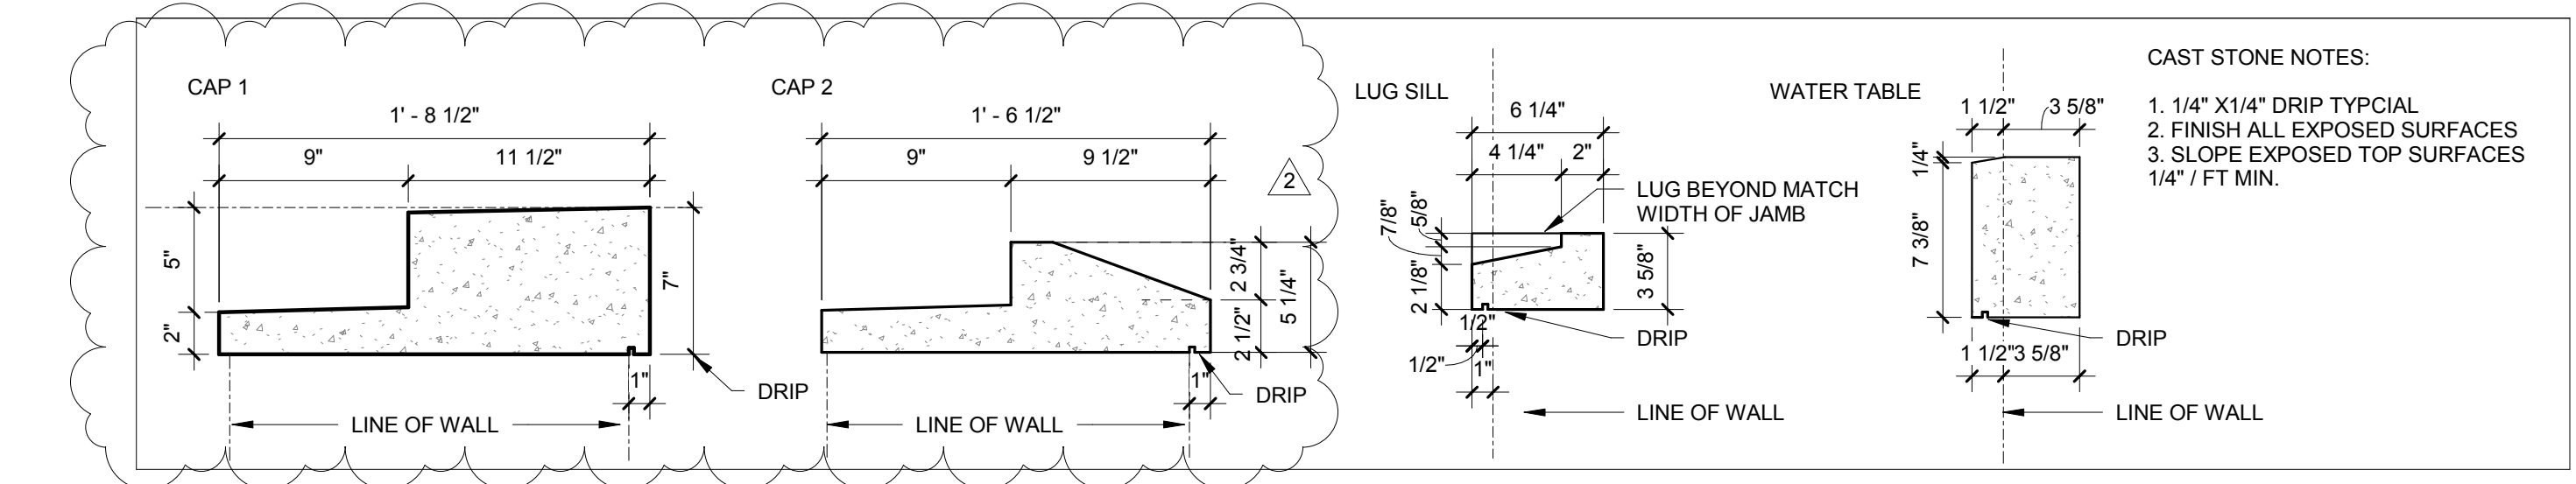 CAP 1
1' - 8 1/2"
9"
11 1/2"
5"
2"
7"
1"
DRIP
LINE OF WALL
CAP 2
1' - 6 1/2"
9"
9 1/2"
2
2 3/4"
5 1/4"
2 1/2"
1"
DRIP
LINE OF WALL
LUG SILL
6 1/4"
4 1/4"
2"
LUG BEYOND MATCH
WIDTH OF JAMB
5/8"
7/8"
2 1/8"
3 5/8"
1/2"
DRIP
1/2"
1"
LINE OF WALL
WATER TABLE
1 1/2"
3 5/8"
1/4"
7 3/8"
DRIP
1 1/2"
3 5/8"
LINE OF WALL
CAST STONE NOTES:
1. 1/4" X1/4" DRIP TYPCIAL
2. FINISH ALL EXPOSED SURFACES
3. SLOPE EXPOSED TOP SURFACES
1/4" / FT MIN.